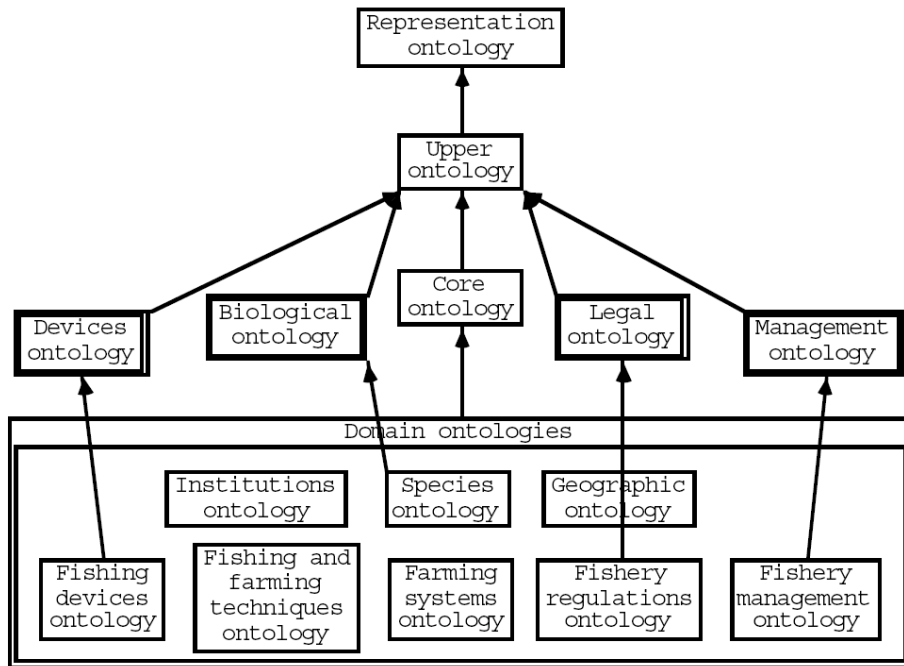 Representation
ontology
Upper
ontology
Core
ontology
Devices
ontology
Biological
ontology
Legal
ontology
Management
ontology
Domain ontologies
Institutions
ontology
Species
ontology
Geographic
ontology
Fishing
devices
ontology
Fishing and
farming
techniques
ontology
Farming
systems
ontology
Fishery
regulations
ontology
Fishery
management
ontology